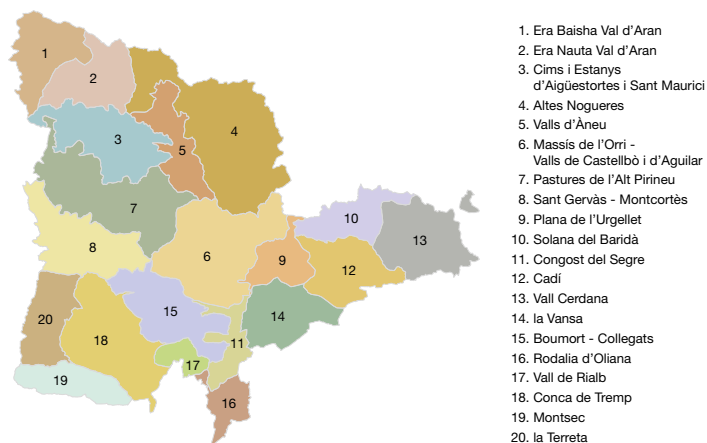 1
2
3
4
5
6
7
8
9
10
11
12
13
14
15
16
17
18
19
20
1. Era Baisha Val d’Aran
2. Era Nauta Val d’Aran
3. Cims i Estanys
d’Aigüestortes i Sant Maurici
4. Altes Nogueres
5. Valls d’Àneu
6. Massís de l’Orri -
Valls de Castellbò i d’Aguilar
7. Pastures de l’Alt Pirineu
8. Sant Gervàs - Montcortès
9. Plana de l’Urgellet
10. Solana del Baridà
11. Congost del Segre
12. Cadí
13. Vall Cerdana
14. la Vansa
15. Boumort - Collegats
16. Rodalia d’Oliana
17. Vall de Rialb
18. Conca de Tremp
19. Montsec
20. la Terreta